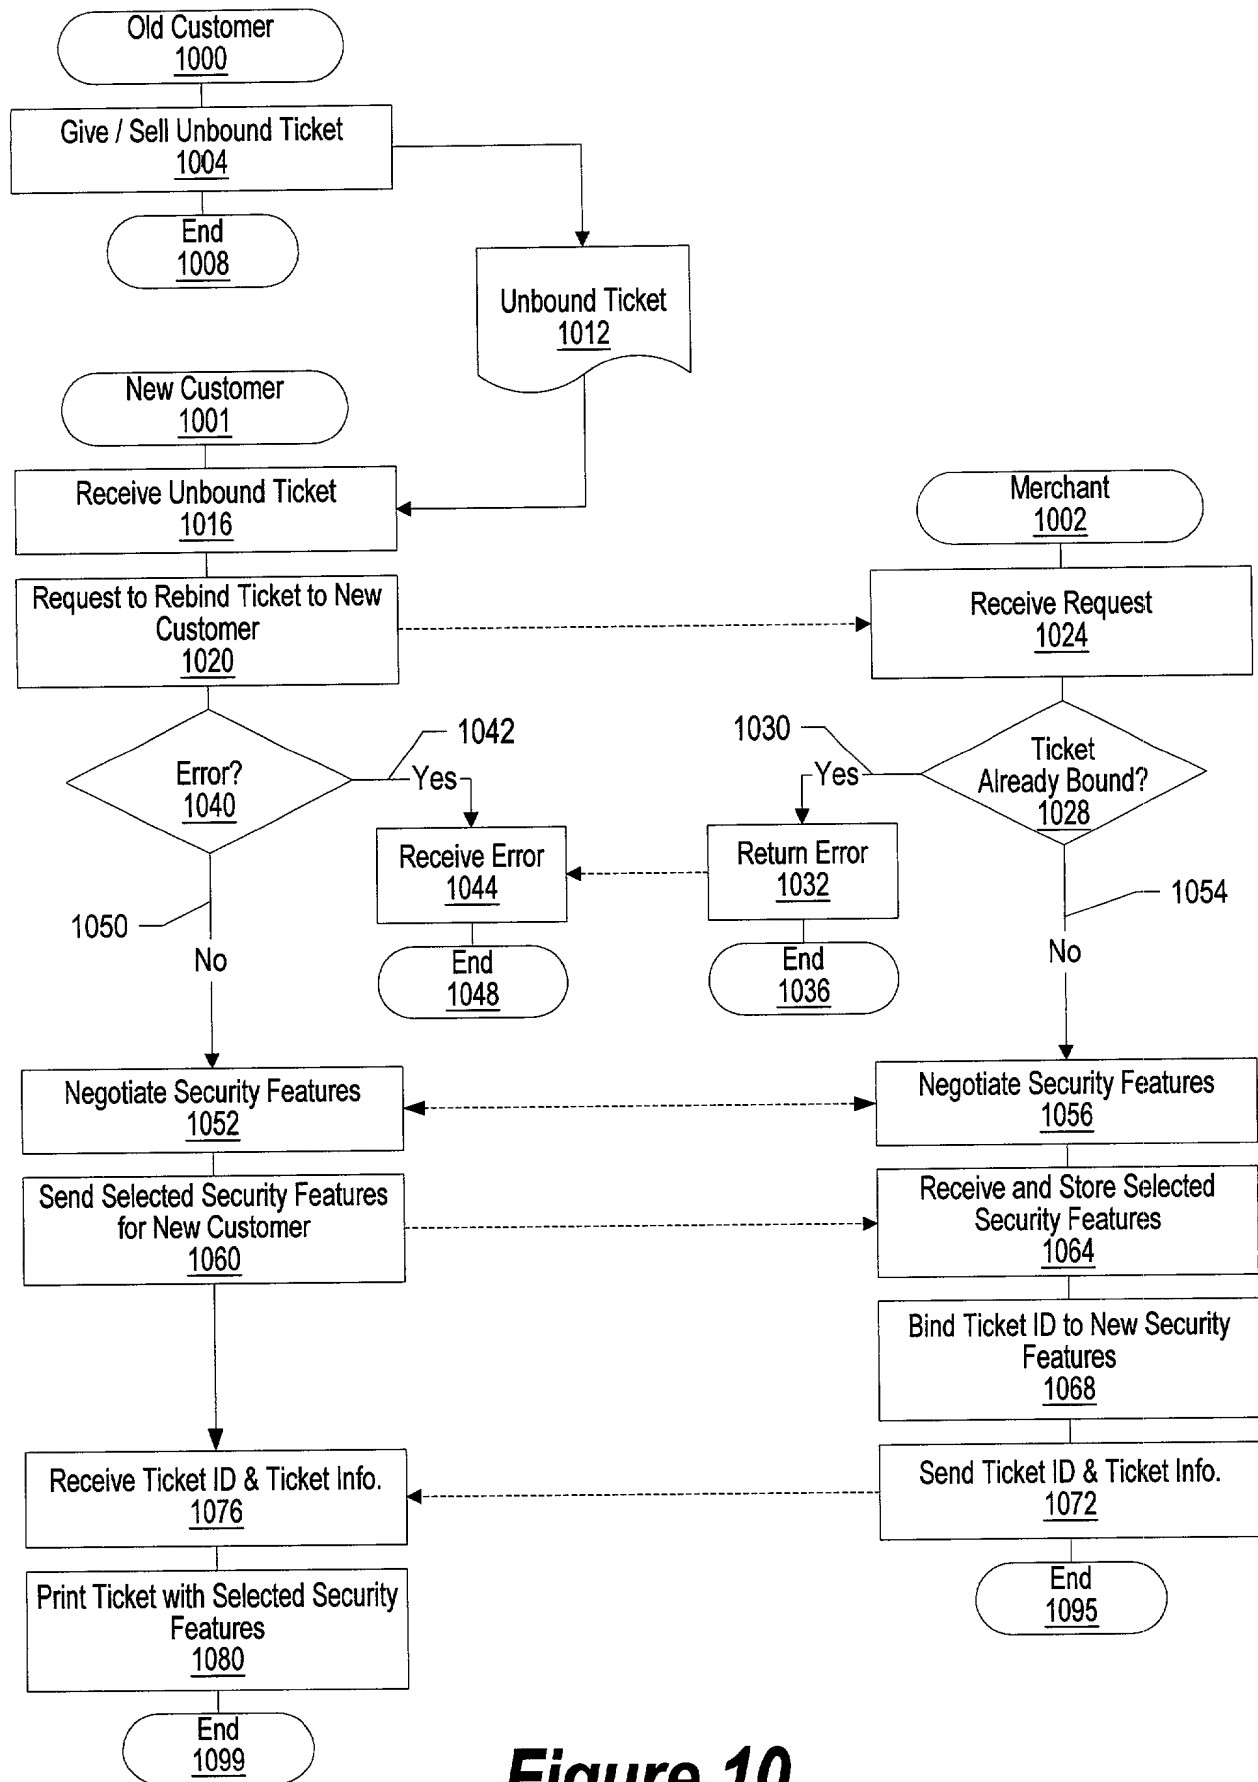 Old Customer
1000
Give / Sell Unbound Ticket
1004
End
1008
Unbound Ticket
1012
New Customer
1001
Receive Unbound Ticket
1016
Merchant
1002
Request to Rebind Ticket to New
Customer
1020
Receive Request
1024
Error?
1040
1042
Yes
1030
Yes
Ticket
Already Bound?
1028
Receive Error
1044
Return Error
1032
1050
No
1054
No
End
1048
End
1036
Negotiate Security Features
1052
Negotiate Security Features
1056
Send Selected Security Features
for New Customer
1060
Receive and Store Selected
Security Features
1064
Bind Ticket ID to New Security
Features
1068
Receive Ticket ID & Ticket Info.
1076
Send Ticket ID & Ticket Info.
1072
Print Ticket with Selected Security
Features
1080
End
1095
End
1099
Figure 10